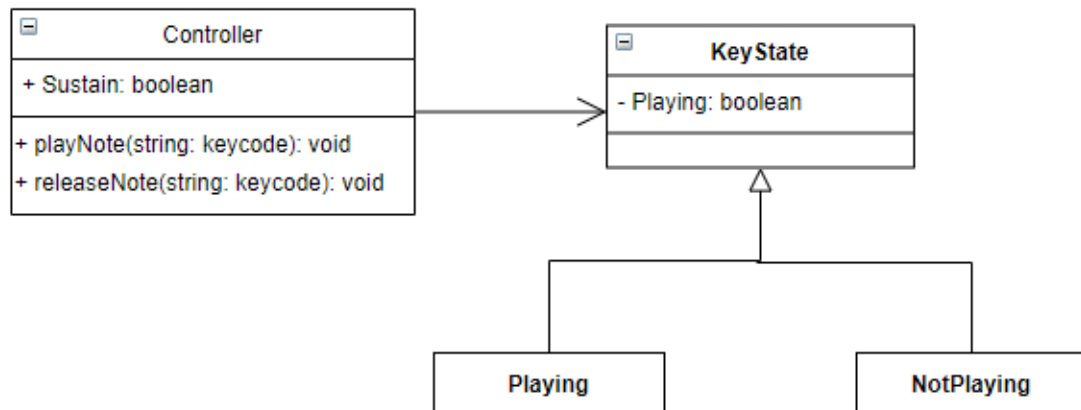 Controller
+ Sustain: boolean
+ playNote(string: keycode): void
+ releaseNote(string: keycode): void
KeyState
- Playing: boolean
Playing
NotPlaying